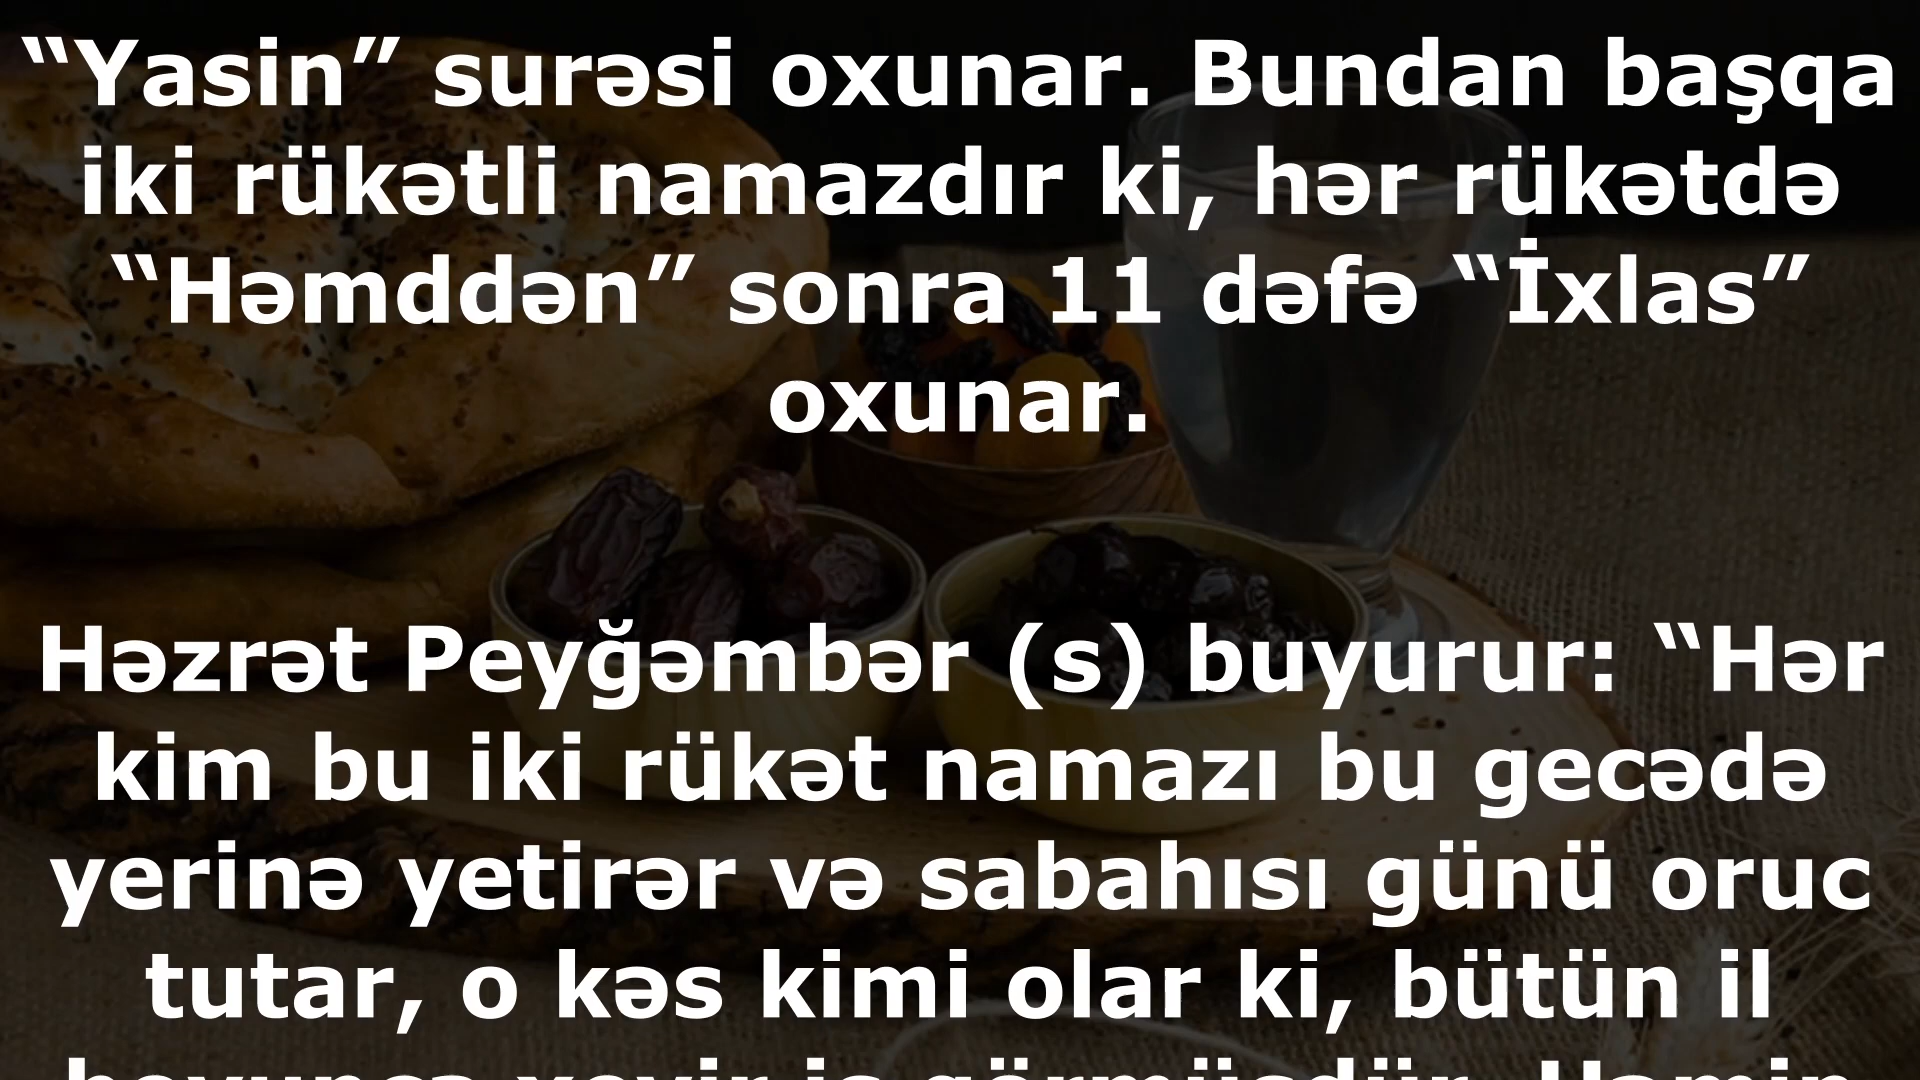 “Yasin” surəsi oxunar. Bundan başqa
iki rükətli namazdır ki, hər rükətdə
“Həmddən” sonra 11 dəfə “İxlas”
oxunar.
Həzrət Peyğəmbər (s) buyurur: “Hər
kim bu iki rükət namazı bu gecədə
yerinə yetirər və sabahısı günü oruc
tutar, o kəs kimi olar ki, bütün il